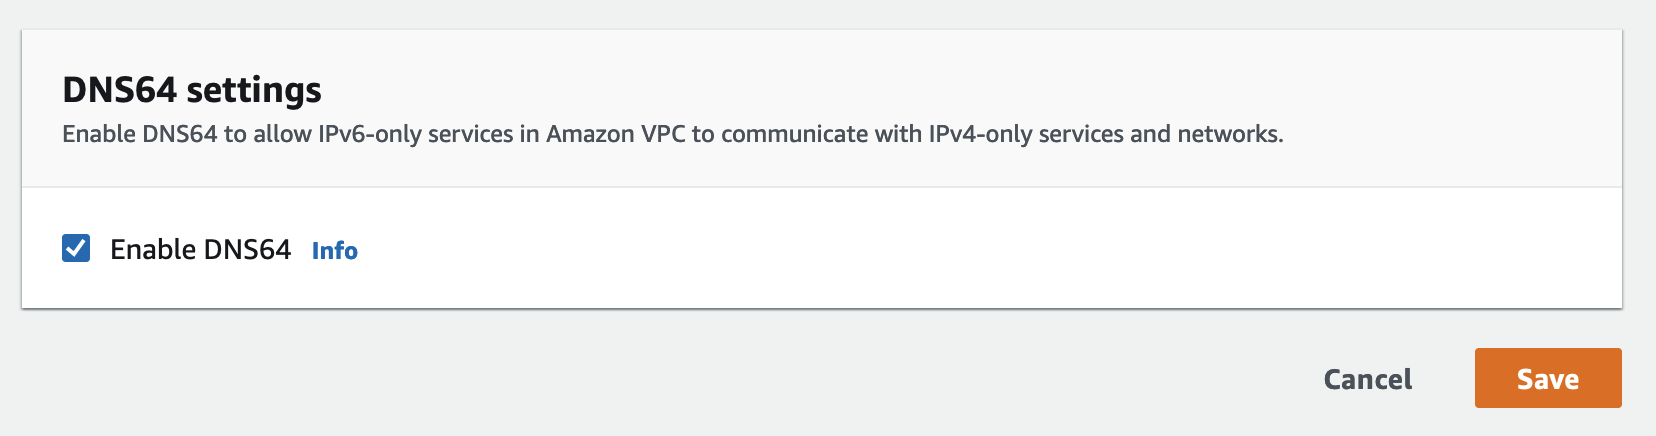 DNS64 settings
Enable DNS64 to allow IPv6-only services in Amazon VPC to communicate with IPv4-only services and networks.
Enable DNS64 Info
Cancel Save